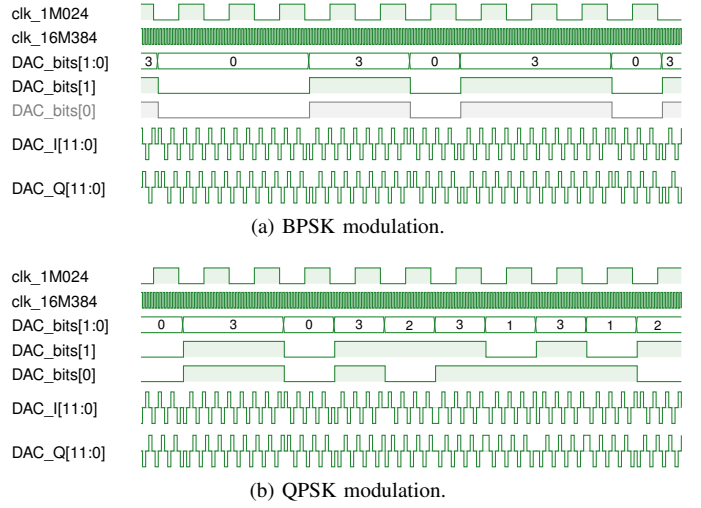 clk_1M024
clk_16M384
DAC_bits[1:0] 3 0 3 0 3 0 3
DAC_bits[1]
DAC_bits[0]
DAC_I[11:0]
DAC_Q[11:0]
(a) BPSK modulation.
clk_1M024
clk_16M384
DAC_bits[1:0] 0 3 0 3 2 3 1 3 1 2
DAC_bits[1]
DAC_bits[0]
DAC_I[11:0]
DAC_Q[11:0]
(b) QPSK modulation.